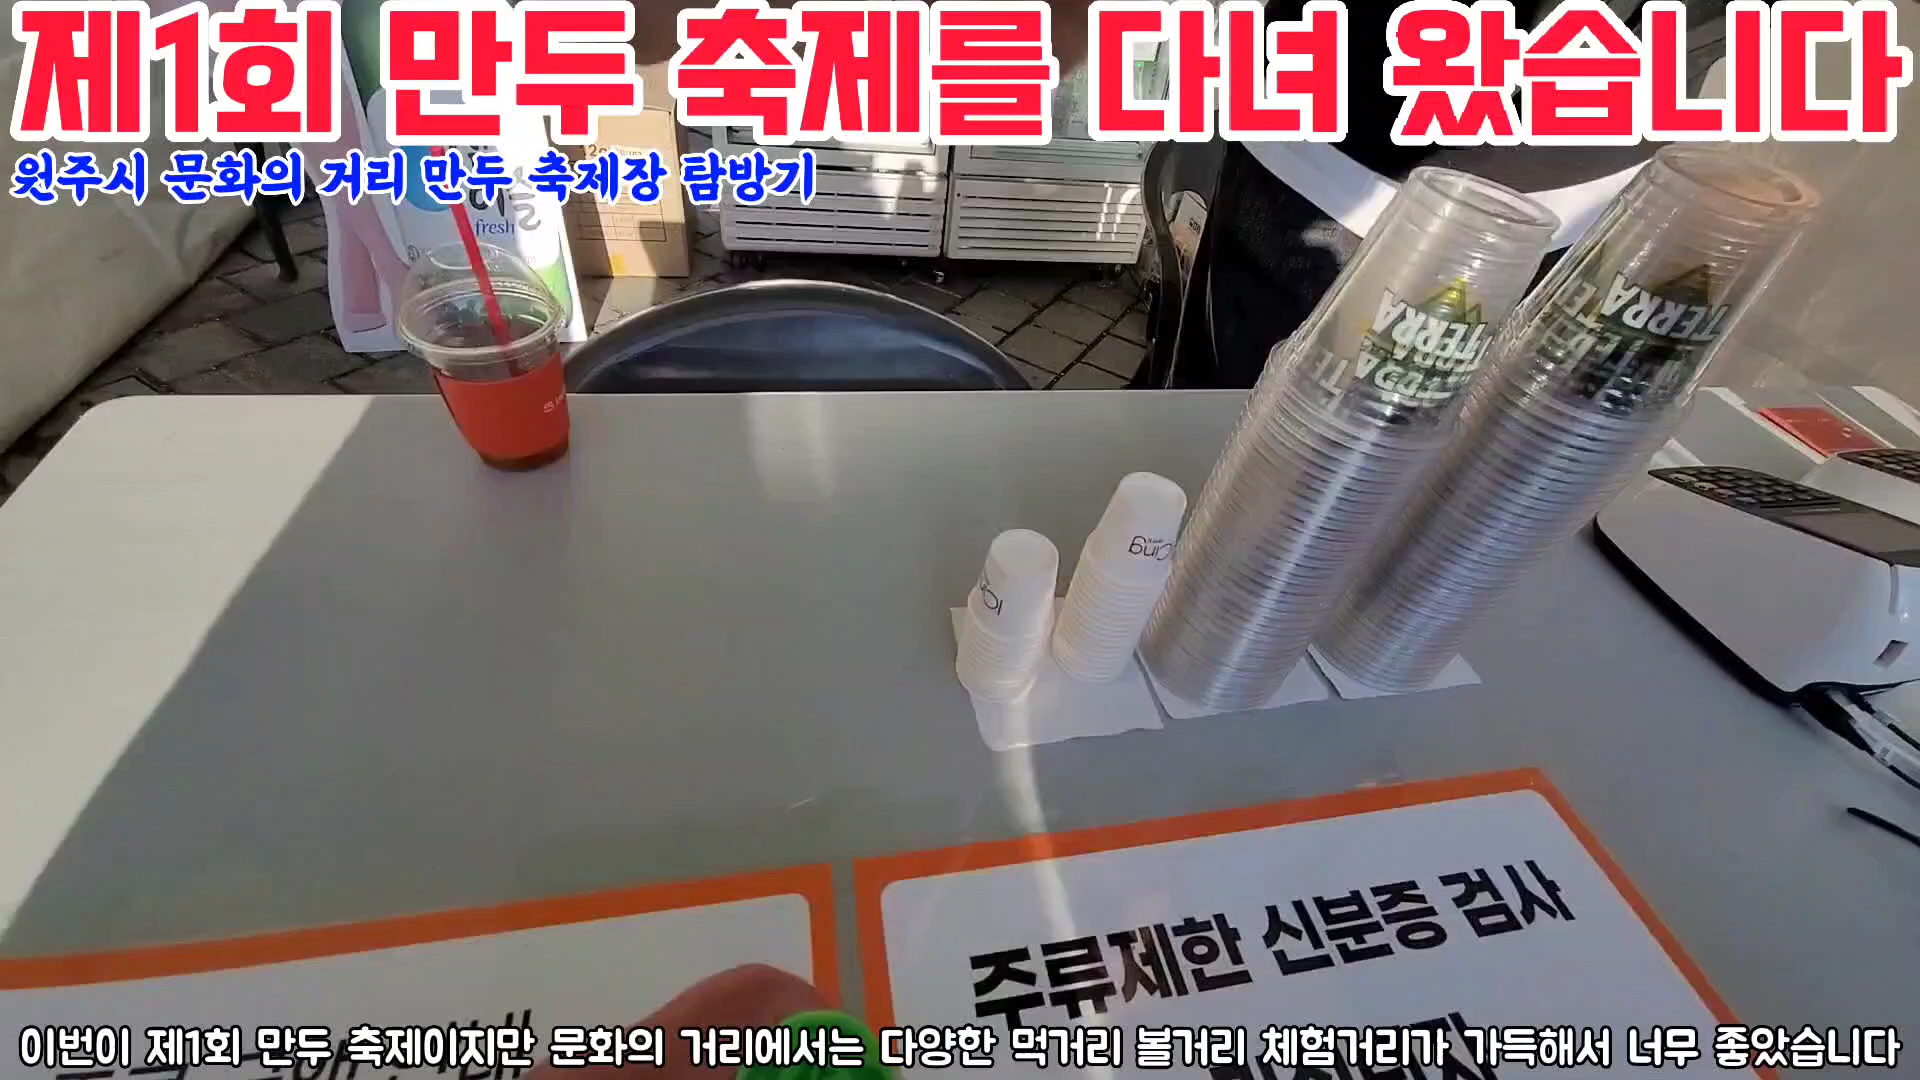 제1회 만두 축제를 다녀 왔습니다
원주시 문화의 거리 만두 축제장 탐방기
fresh
TERRA
TERRA
TERRA
주류제한 신분증 검사
이번이 제1회 만두 축제이지만 문화의 거리에서는 다양한 먹거리 볼거리 체험거리가 가득해서 너무 좋았습니다